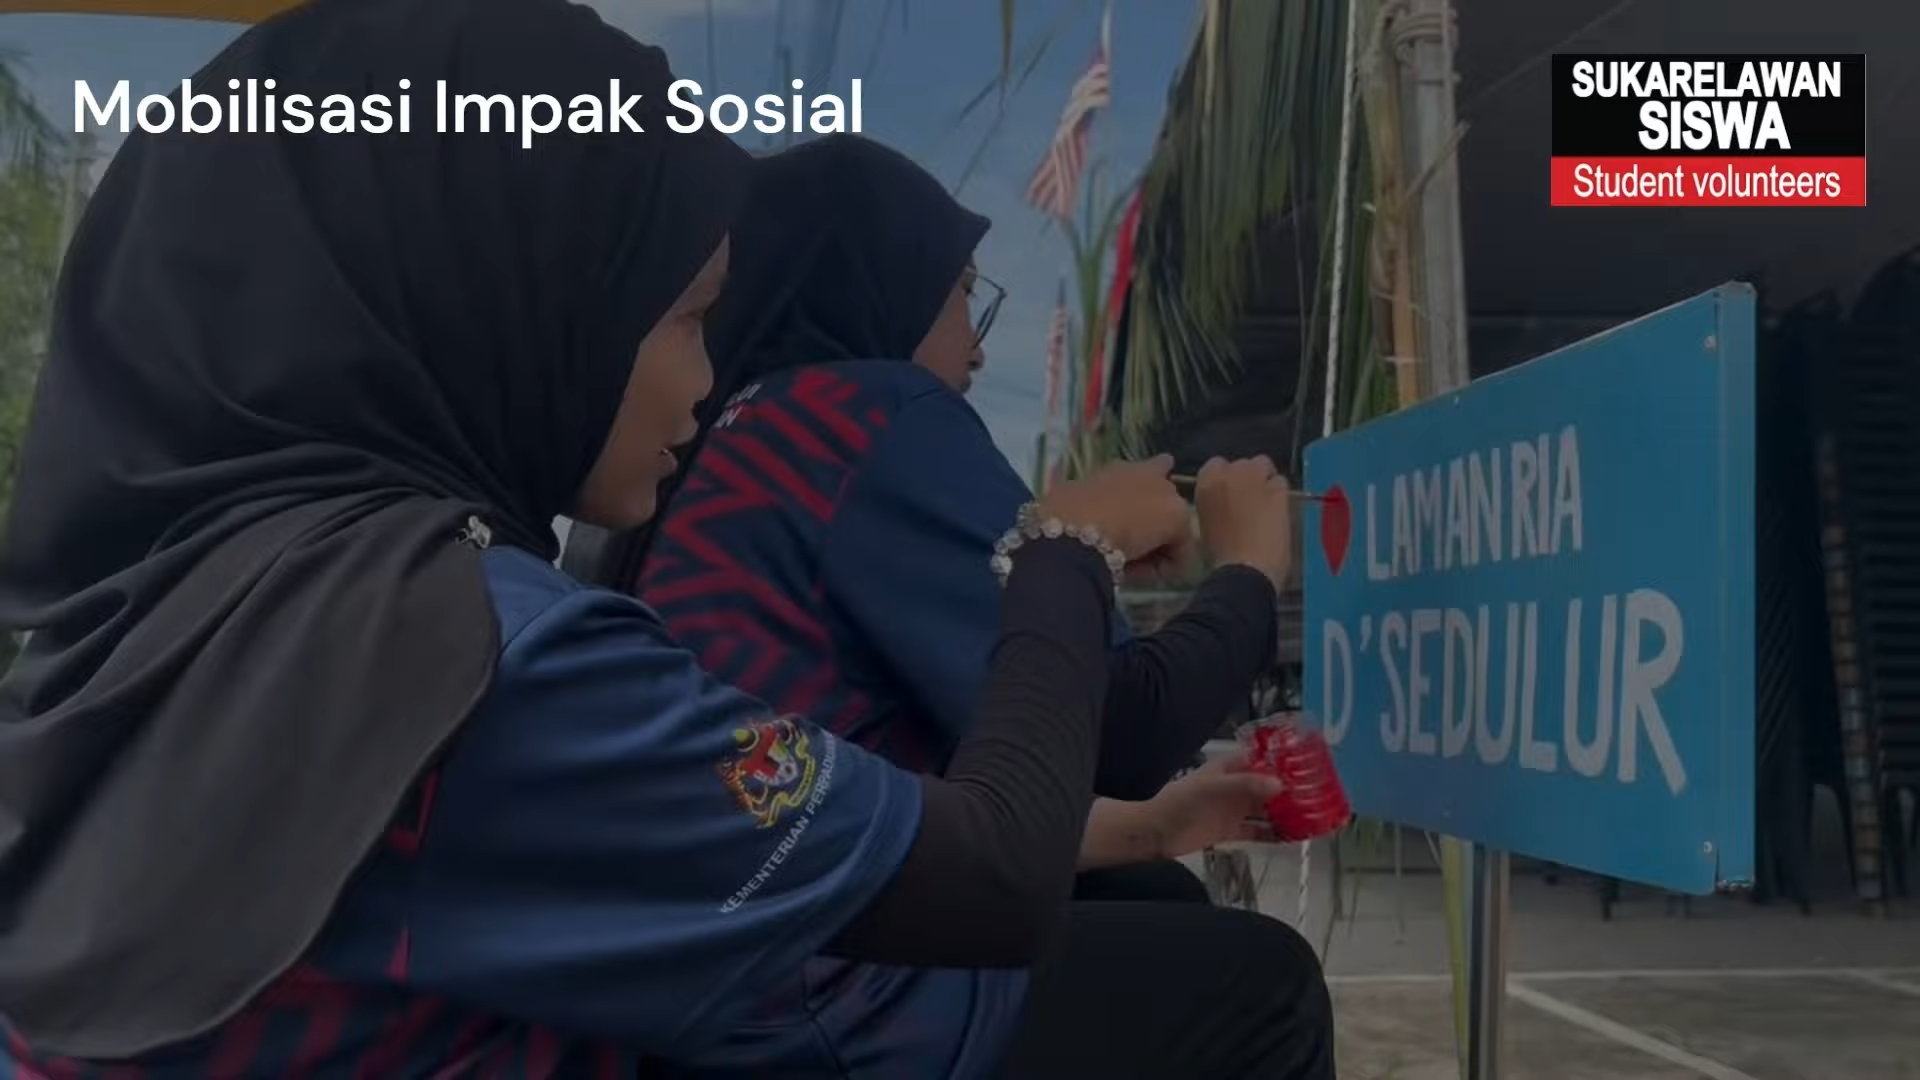 Mobilisasi Impak Sosial
SUKARELAWAN
SISWA
Student volunteers
LAMAN RIA
D'SEDULUR
KEMENTERIAN